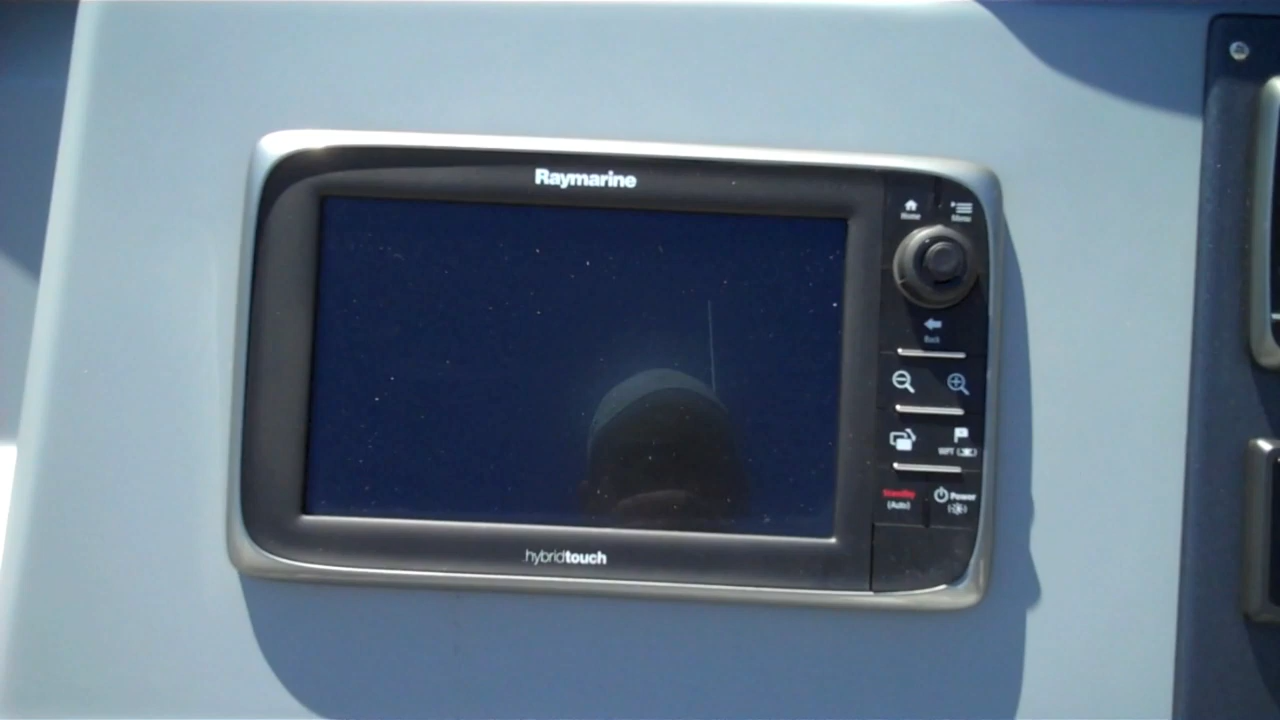 Raymarine
Home
Menu
Back
WPT
Standby
(Auto)
Power
hybridtouch